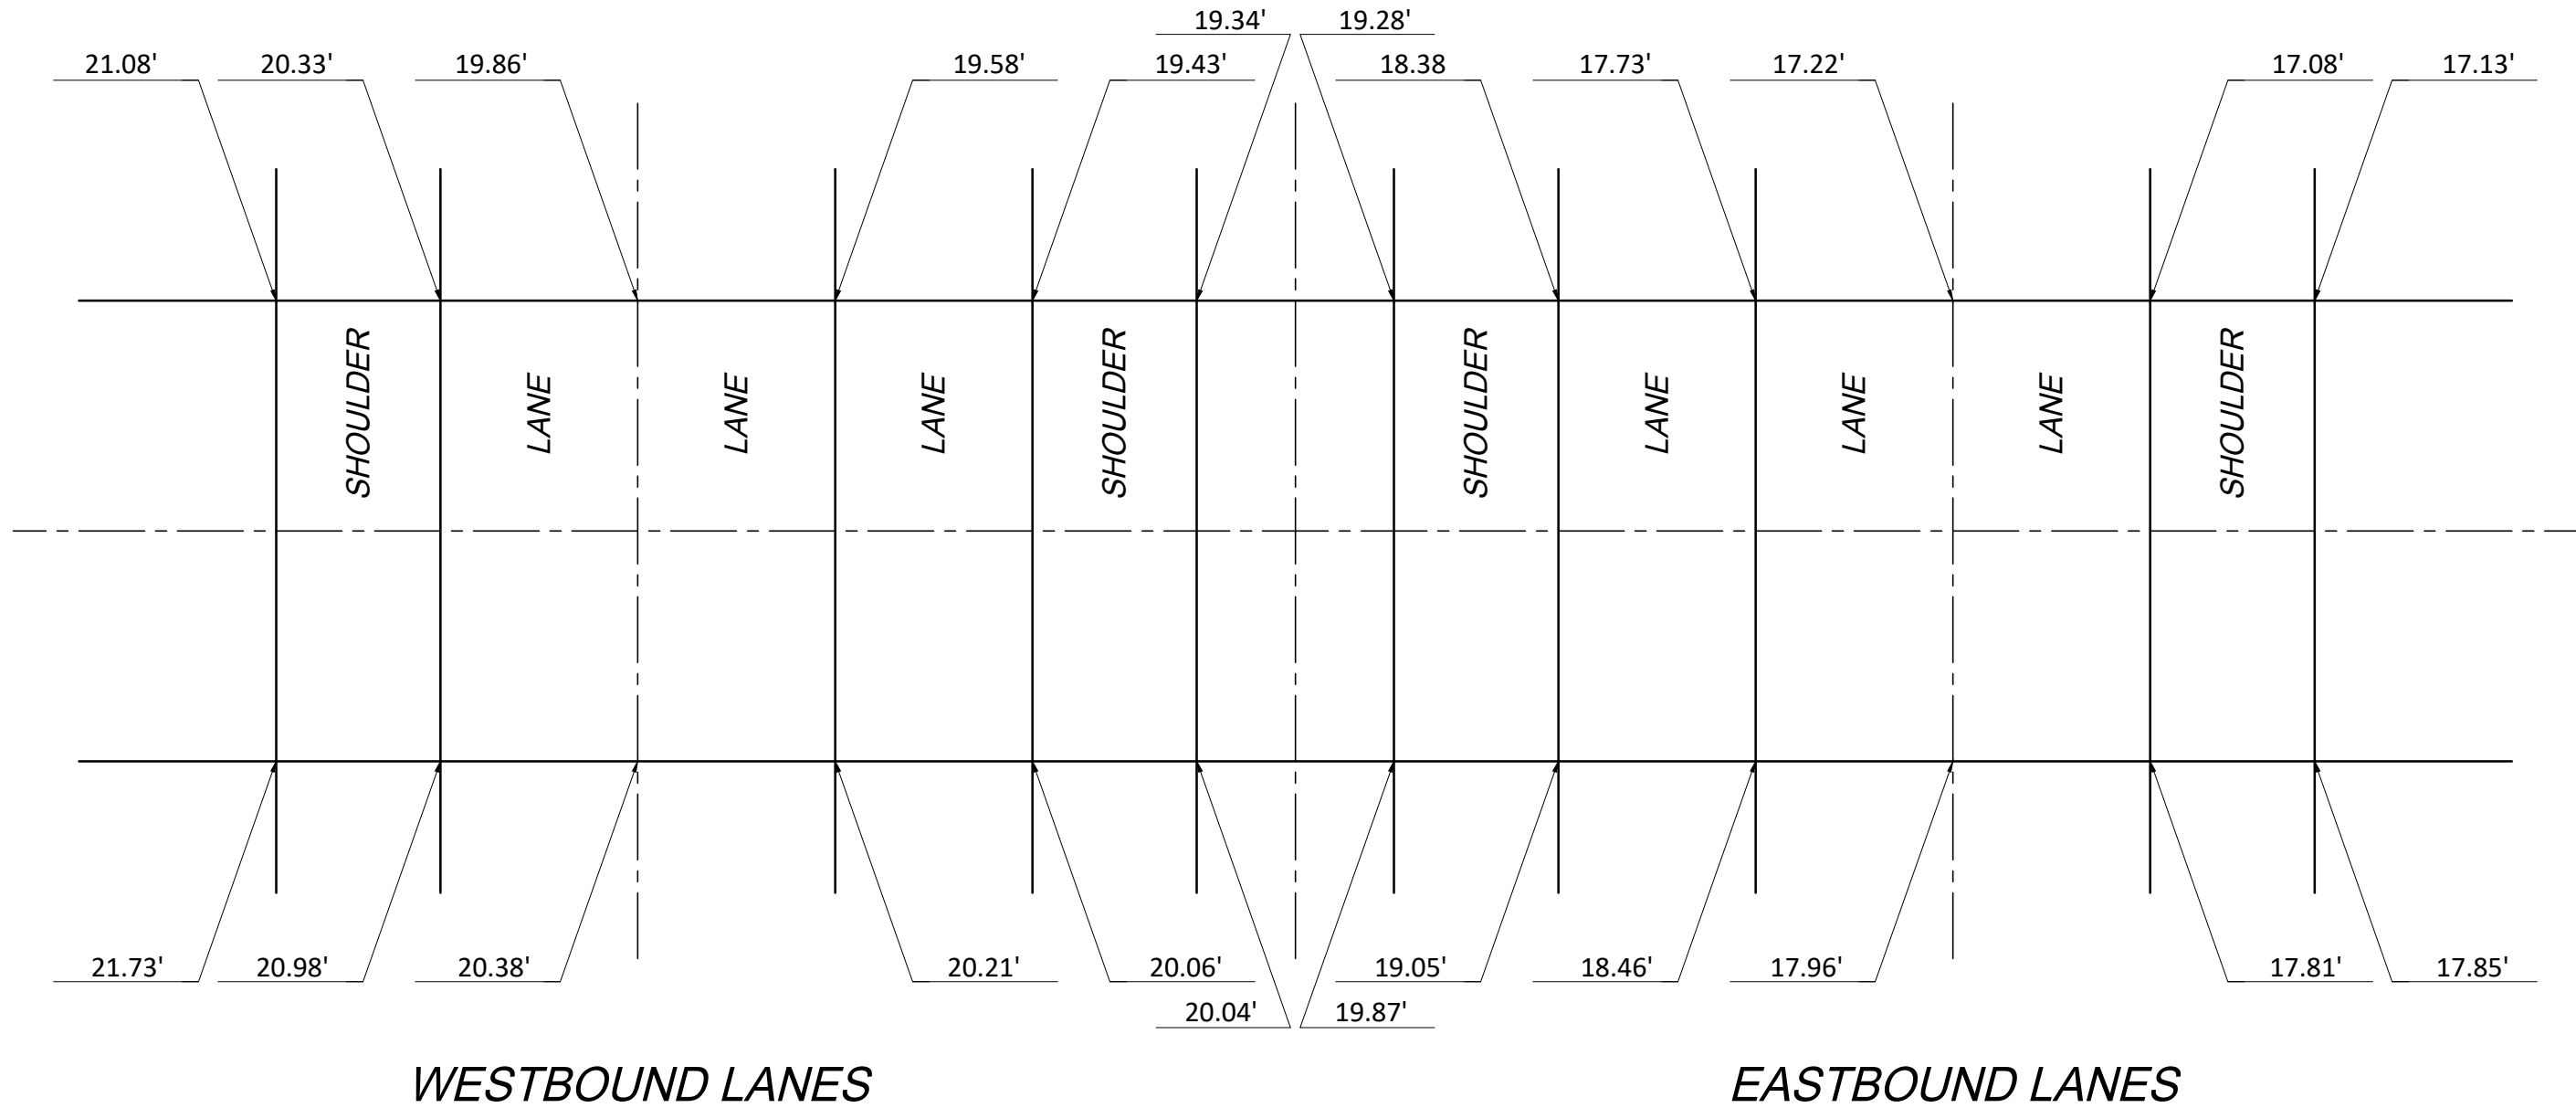 19.34' 19.28'
21.08' 20.33' 19.86' 19.58' 19.43' 18.38 17.73' 17.22' 17.08' 17.13'
SHOULDER LANE LANE LANE SHOULDER SHOULDER LANE LANE LANE SHOULDER
21.73' 20.98' 20.38' 20.21' 20.06' 19.05' 18.46' 17.96' 17.81' 17.85'
20.04' 19.87'
WESTBOUND LANES EASTBOUND LANES